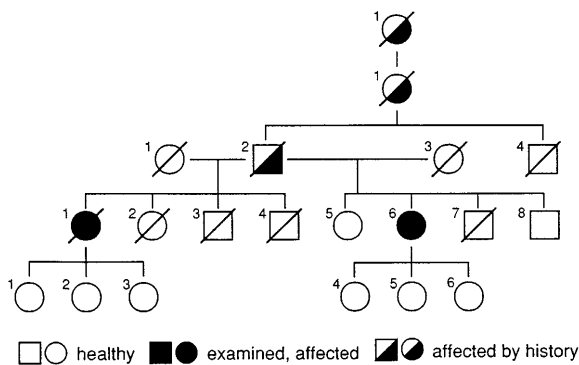 1
1
1 2 3 4
1 2 3 4 5 6 7 8
1 2 3 4 5 6
healthy examined, affected affected by history